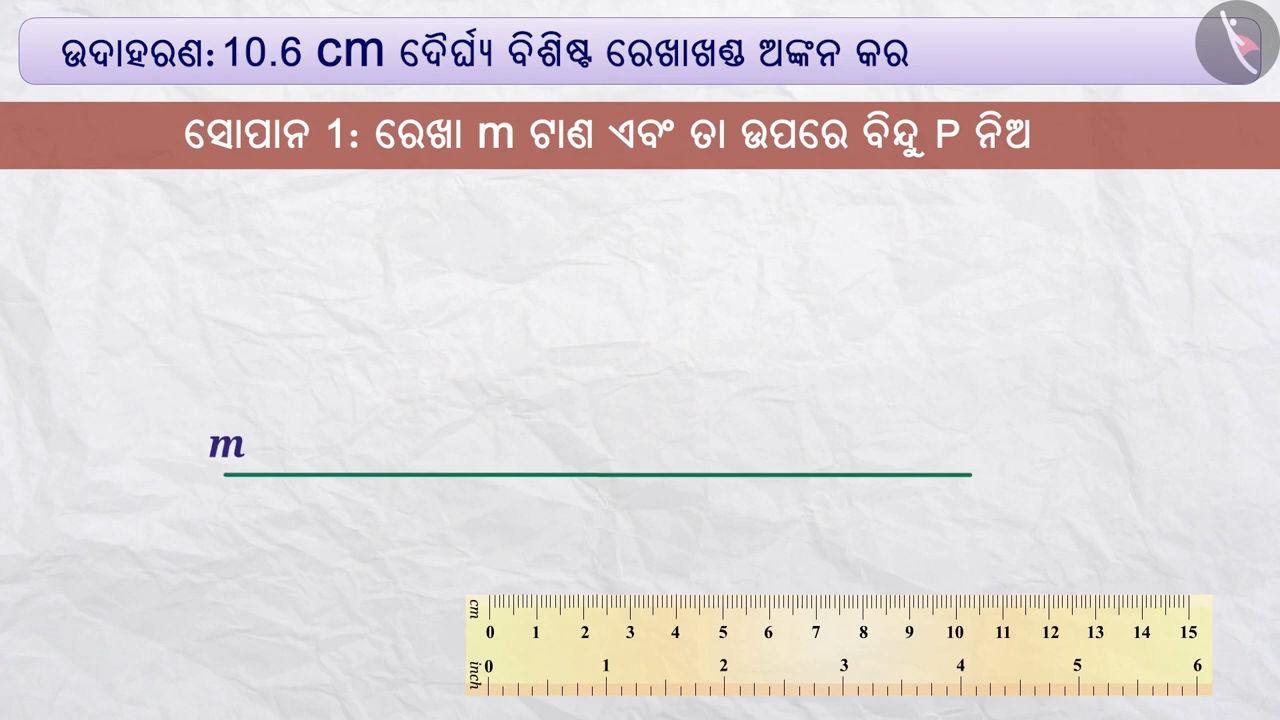 ଉଦାହରଣ: 10.6 cm ଦୈର୍ଘ୍ୟ ବିଶିଷ୍ଟ ରେଖାଖଣ୍ଡ ଅଙ୍କନ କର
ସୋପାନ 1: ରେଖା m ଟାଣ ଏବଂ ତା ଉପରେ ବିନ୍ଦୁ P ନିଅ
m
cm
0 1 2 3 4 5 6 7 8 9 10 11 12 13 14 15
inch
0 1 2 3 4 5 6